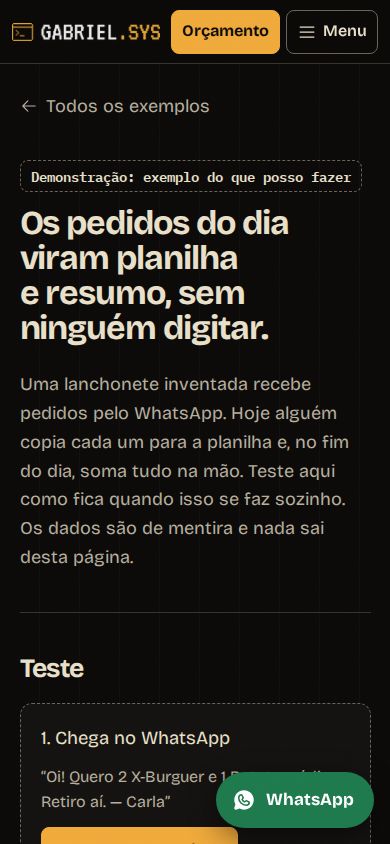 GABRIEL.SYS
Orçamento
Menu
← Todos os exemplos
Demonstração: exemplo do que posso fazer
Os pedidos do dia
viram planilha
e resumo, sem
ninguém digitar.
Uma lanchonete inventada recebe
pedidos pelo WhatsApp. Hoje alguém
copia cada um para a planilha e, no fim
do dia, soma tudo na mão. Teste aqui
como fica quando isso se faz sozinho.
Os dados são de mentira e nada sai
desta página.
Teste
1. Chega no WhatsApp
“Oi! Quero 2 X-Burguer e 1
Retiro aí. — Carla”
WhatsApp